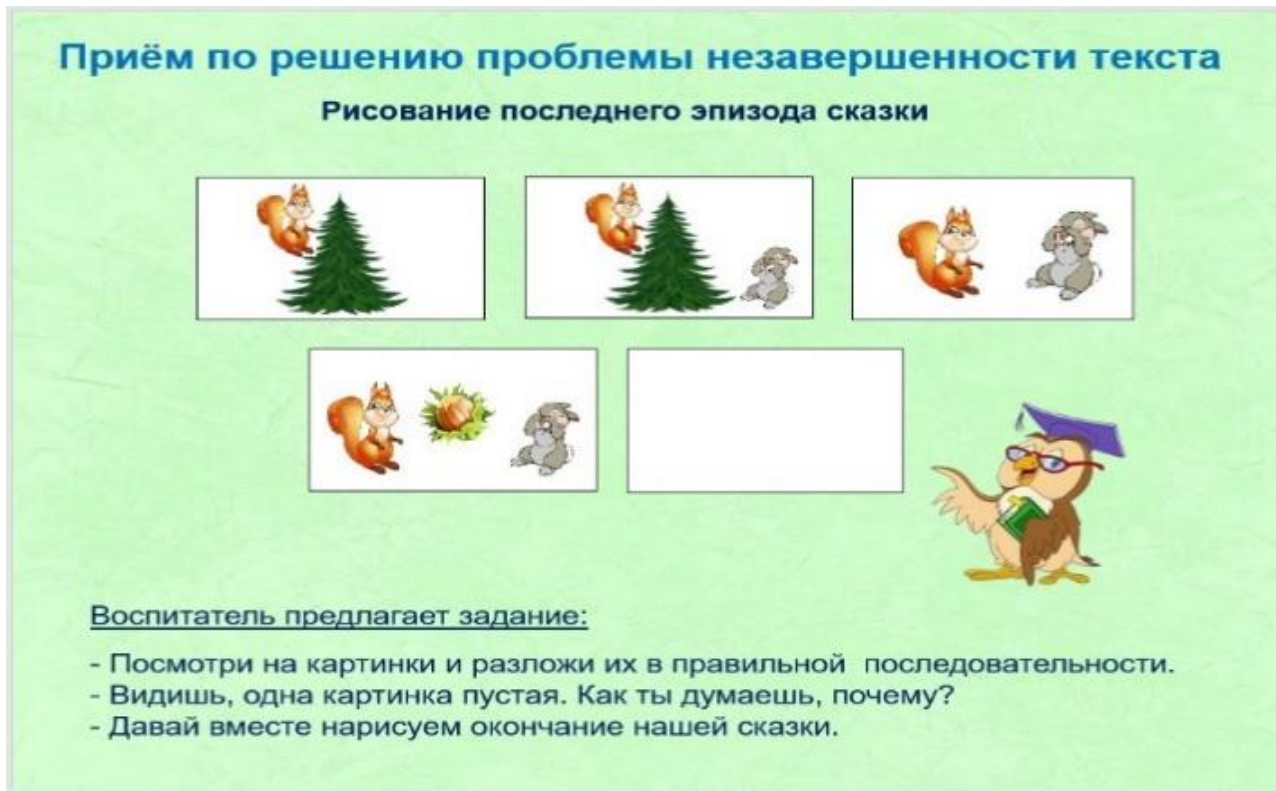 Приём по решению проблемы незавершенности текста
Рисование последнего эпизода сказки
Воспитатель предлагает задание:
- Посмотри на картинки и разложи их в правильной последовательности.
- Видишь, одна картинка пустая. Как ты думаешь, почему?
- Давай вместе нарисуем окончание нашей сказки.